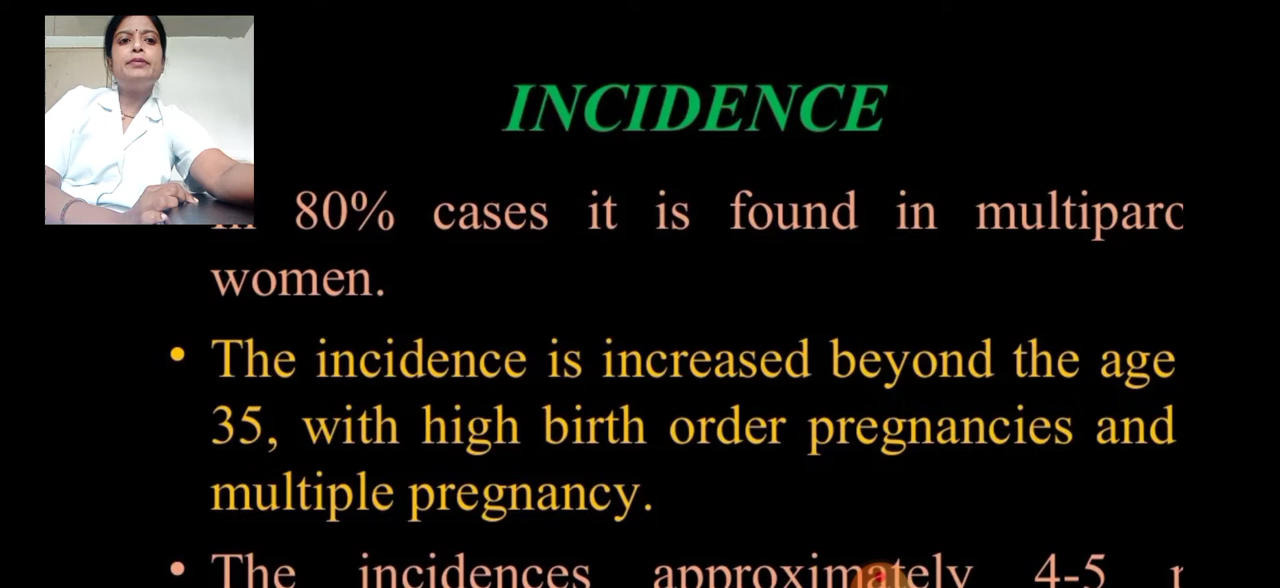 INCIDENCE
80% cases it is found in
women.
• The incidence is increased beyond the age
35, with high birth order pregnancies and
multiple pregnancy.
• The incidences approximately 4-5